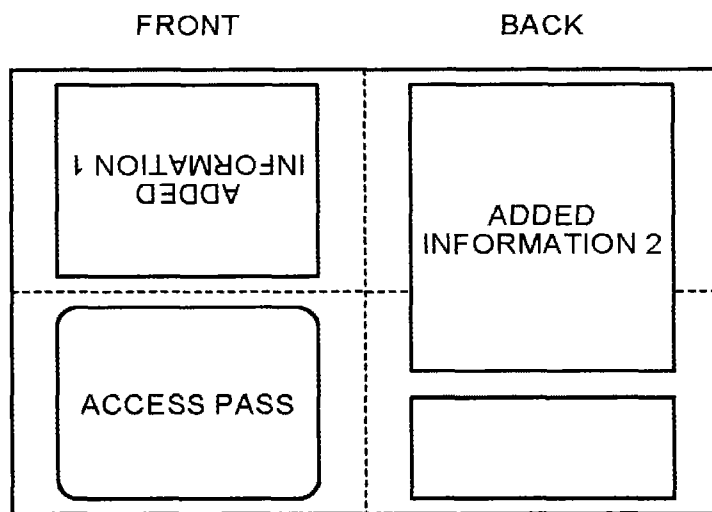 FRONT
BACK
ADDED
INFORMATION 1
ADDED
INFORMATION 2
ACCESS PASS